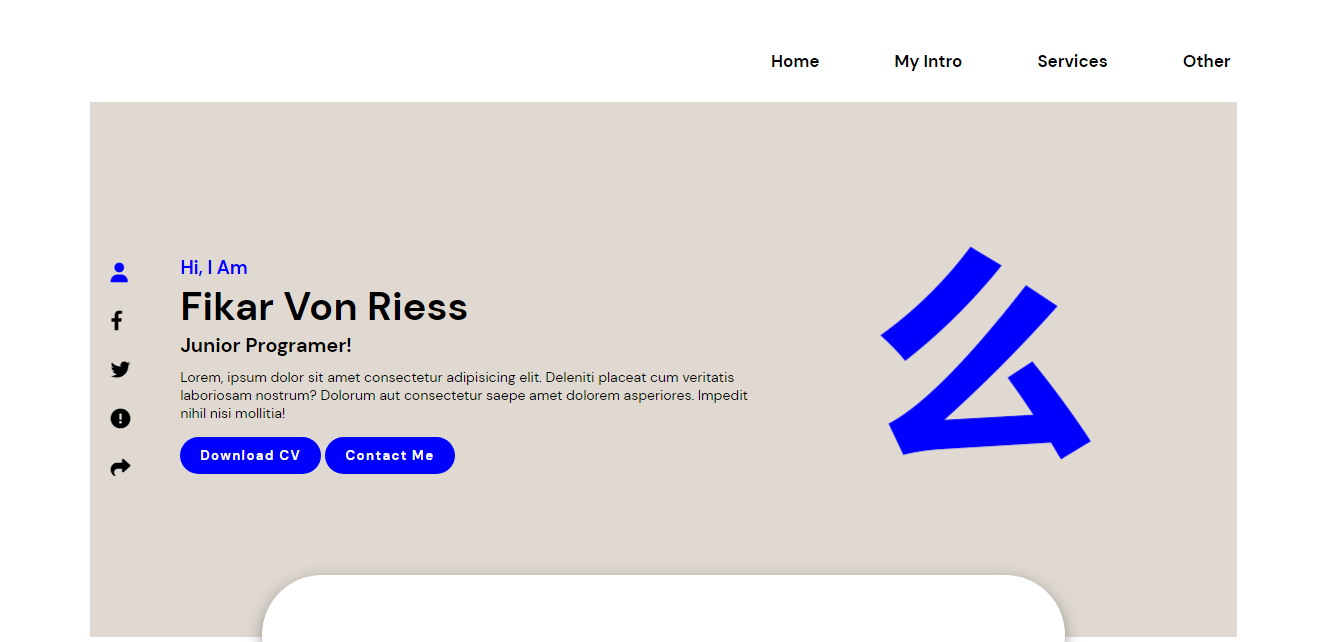 Home My Intro Services Other
Hi, I Am
Fikar Von Riess
Junior Programer!
Lorem, ipsum dolor sit amet consectetur adipisicing elit. Deleniti placeat cum veritatis
laboriosam nostrum? Dolorum aut consectetur saepe amet dolorem asperiores. Impedit
nihil nisi mollitia!
Download CV Contact Me
么